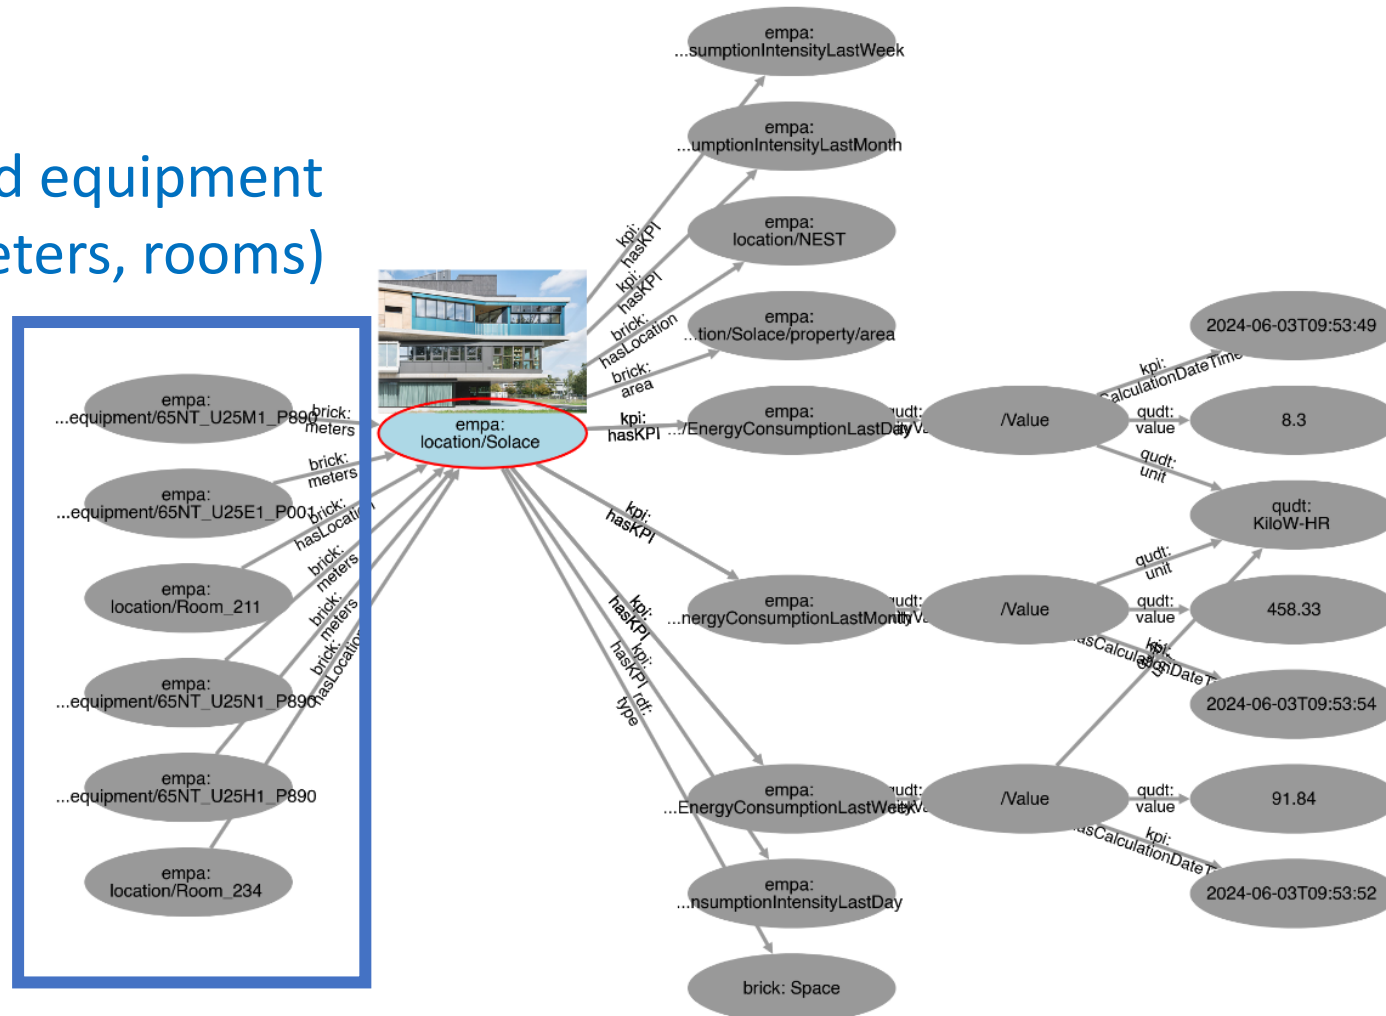 d equipment
eters, rooms)
empa:
...equipment/65NT_U25M1_P890
empa:
...equipment/65NT_U25E1_P001
empa:
location/Room_211
empa:
...equipment/65NT_U25N1_P890
empa:
...equipment/65NT_U25H1_P890
empa:
location/Room_234
brick:
meters
brick:
meters
brick:
hasLocation
brick:
meters
brick:
meters
brick:
hasLocation
empa:
location/Solace
kpi:
hasKPI
kpi:
hasKPI
brick:
hasLocation
brick:
area
kpi:
hasKPI
kpi:
hasKPI
kpi:
hasKPI
kpi:
hasKPI
rdf:
type
empa:
...sumptionIntensityLastWeek
empa:
...umptionIntensityLastMonth
empa:
location/NEST
empa:
...tion/Solace/property/area
empa:
.../EnergyConsumptionLastDay
empa:
...nergyConsumptionLastMonth
empa:
...EnergyConsumptionLastWeek
empa:
...nsumptionIntensityLastDay
brick: Space
qudt:
/Value
qudt:
/Value
qudt:
/Value
kpi:
CalculationDateTime
qudt:
value
qudt:
unit
qudt:
unit
qudt:
value
kpi:
asCalculationDateT
qudt:
value
kpi:
asCalculationDateT
2024-06-03T09:53:49
8.3
qudt:
KiloW-HR
458.33
2024-06-03T09:53:54
91.84
2024-06-03T09:53:52